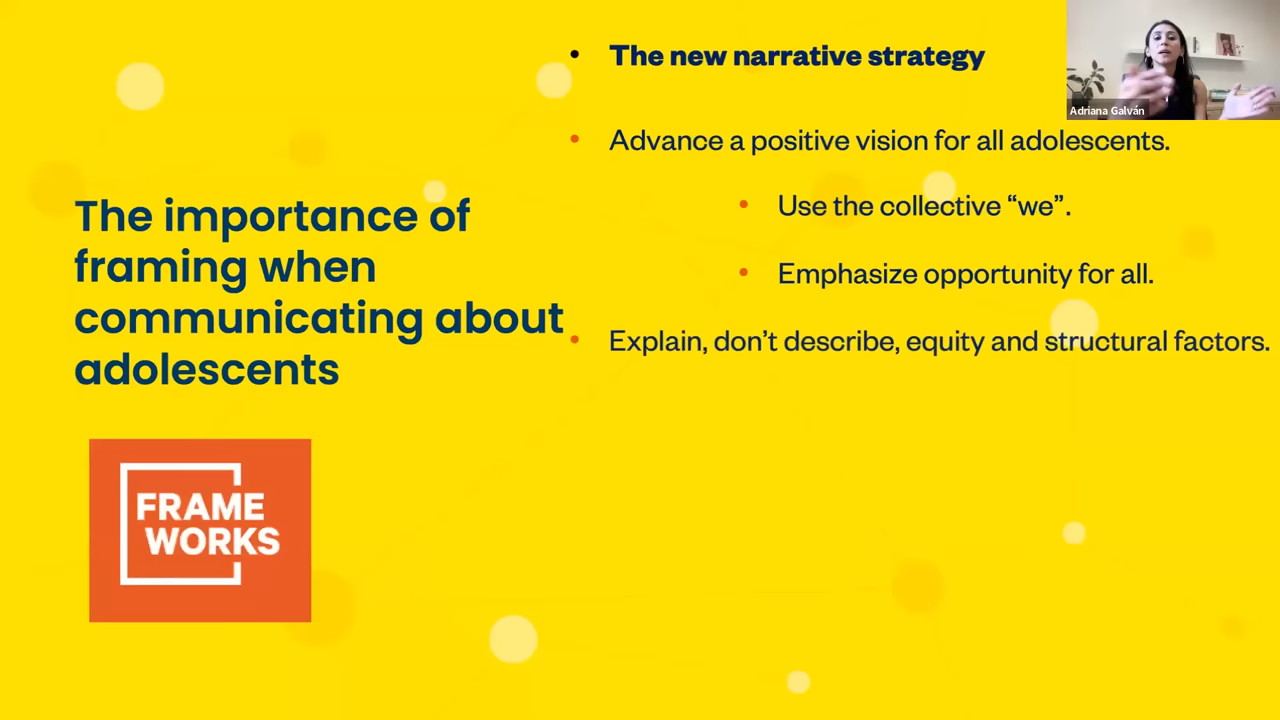 The importance of
framing when
communicating about
adolescents
FRAME
WORKS
• The new narrative strategy
• Advance a positive vision for all adolescents.
• Use the collective “we”.
• Emphasize opportunity for all.
• Explain, don’t describe, equity and structural factors.
Adriana Galván